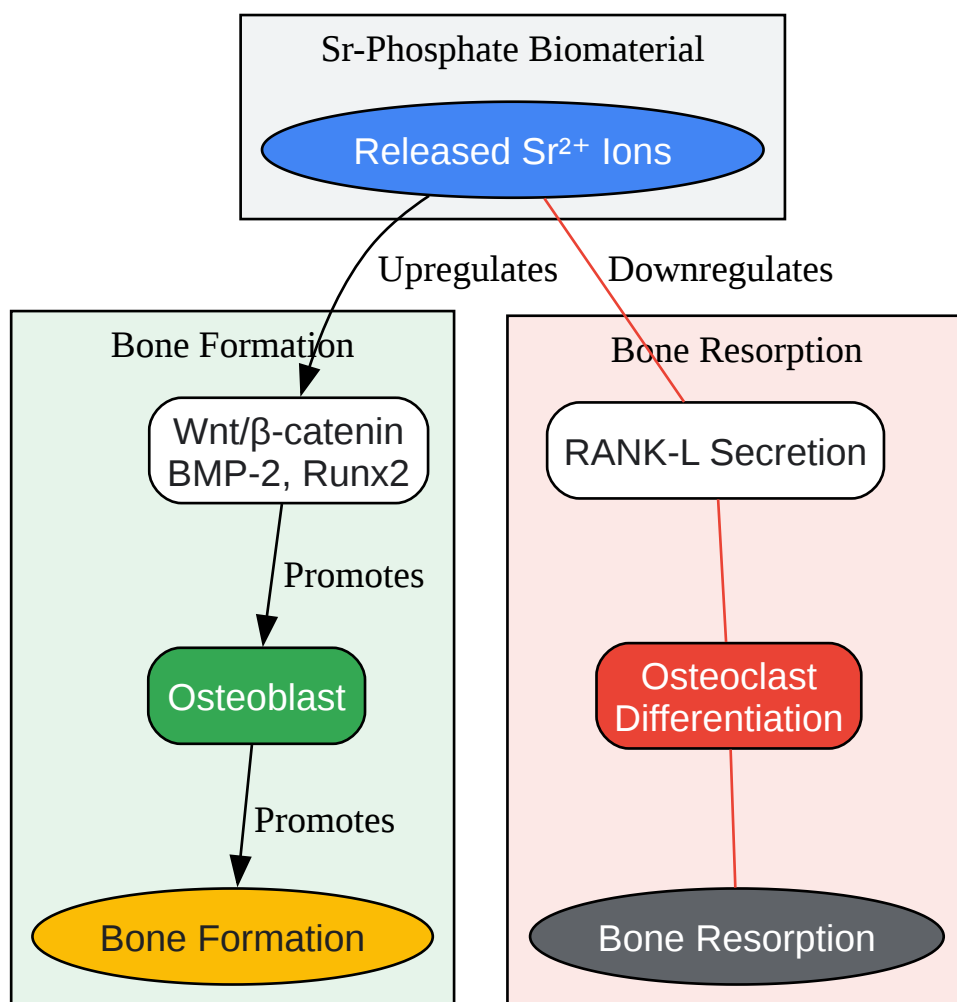 Sr-Phosphate Biomaterial
Released Sr²⁺ Ions
Upregulates
Downregulates
Bone Formation
Wnt/β-catenin
BMP-2, Runx2
Promotes
Osteoblast
Promotes
Bone Formation
Bone Resorption
RANK-L Secretion
Osteoclast
Differentiation
Bone Resorption